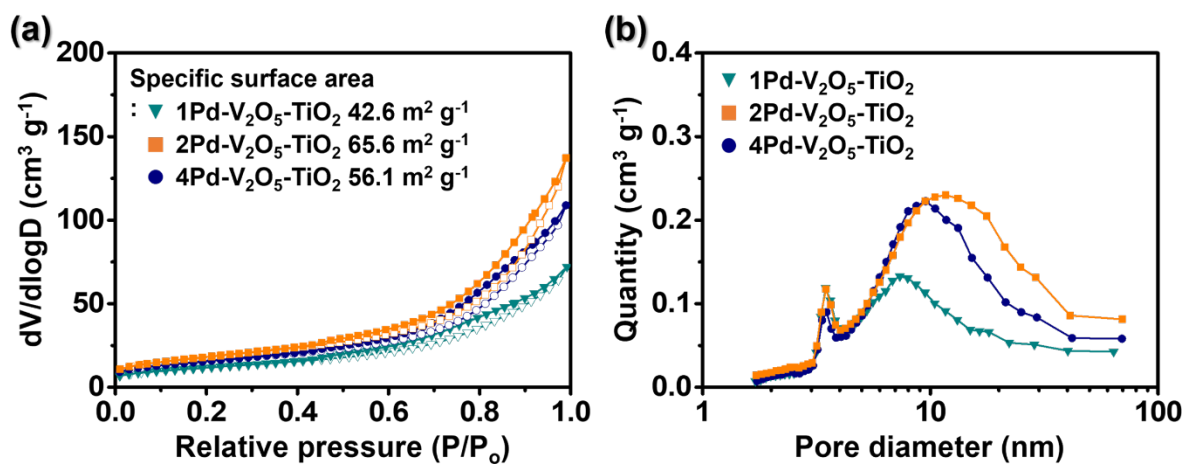 (a)
200
150
100
50
0
dV/dlogD (cm³ g⁻¹)
Specific surface area
: 1Pd-V₂O₅-TiO₂ 42.6 m² g⁻¹
2Pd-V₂O₅-TiO₂ 65.6 m² g⁻¹
4Pd-V₂O₅-TiO₂ 56.1 m² g⁻¹
0.0 0.2 0.4 0.6 0.8 1.0
Relative pressure (P/Pₒ)
(b)
0.4
0.3
0.2
0.1
0.0
Quantity (cm³ g⁻¹)
1Pd-V₂O₅-TiO₂
2Pd-V₂O₅-TiO₂
4Pd-V₂O₅-TiO₂
1 10 100
Pore diameter (nm)